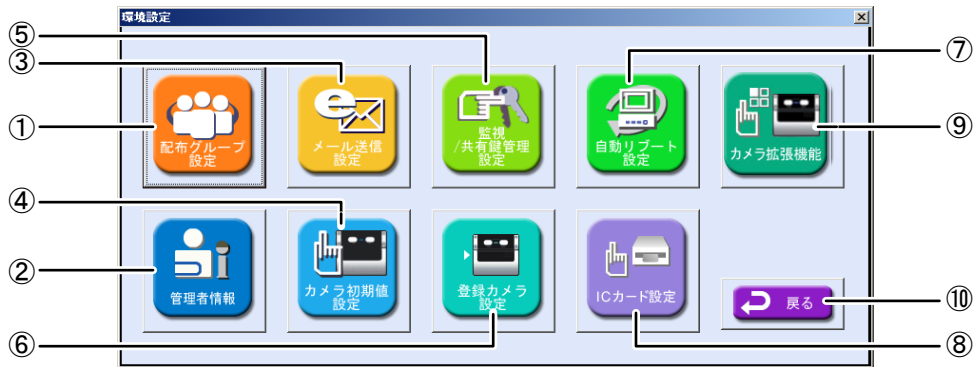 環境設定
⑤
③
⑦
①
配布グループ
設定
メール送信
設定
監視
/共有鍵管理
設定
自動リブート
設定
カメラ拡張機能
⑨
④
②
管理者情報
カメラ初期値
設定
登録カメラ
設定
ICカード設定
戻る
⑩
⑥
⑧